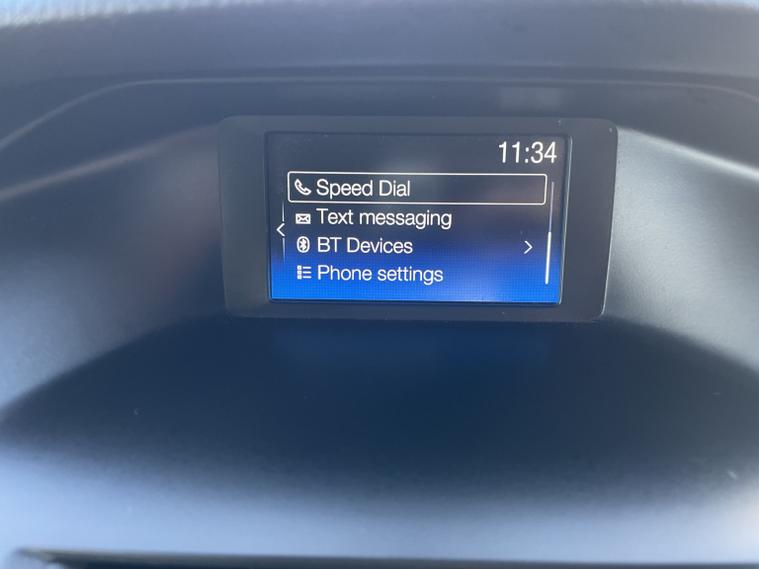 11:34
Speed Dial
Text messaging
BT Devices
Phone settings